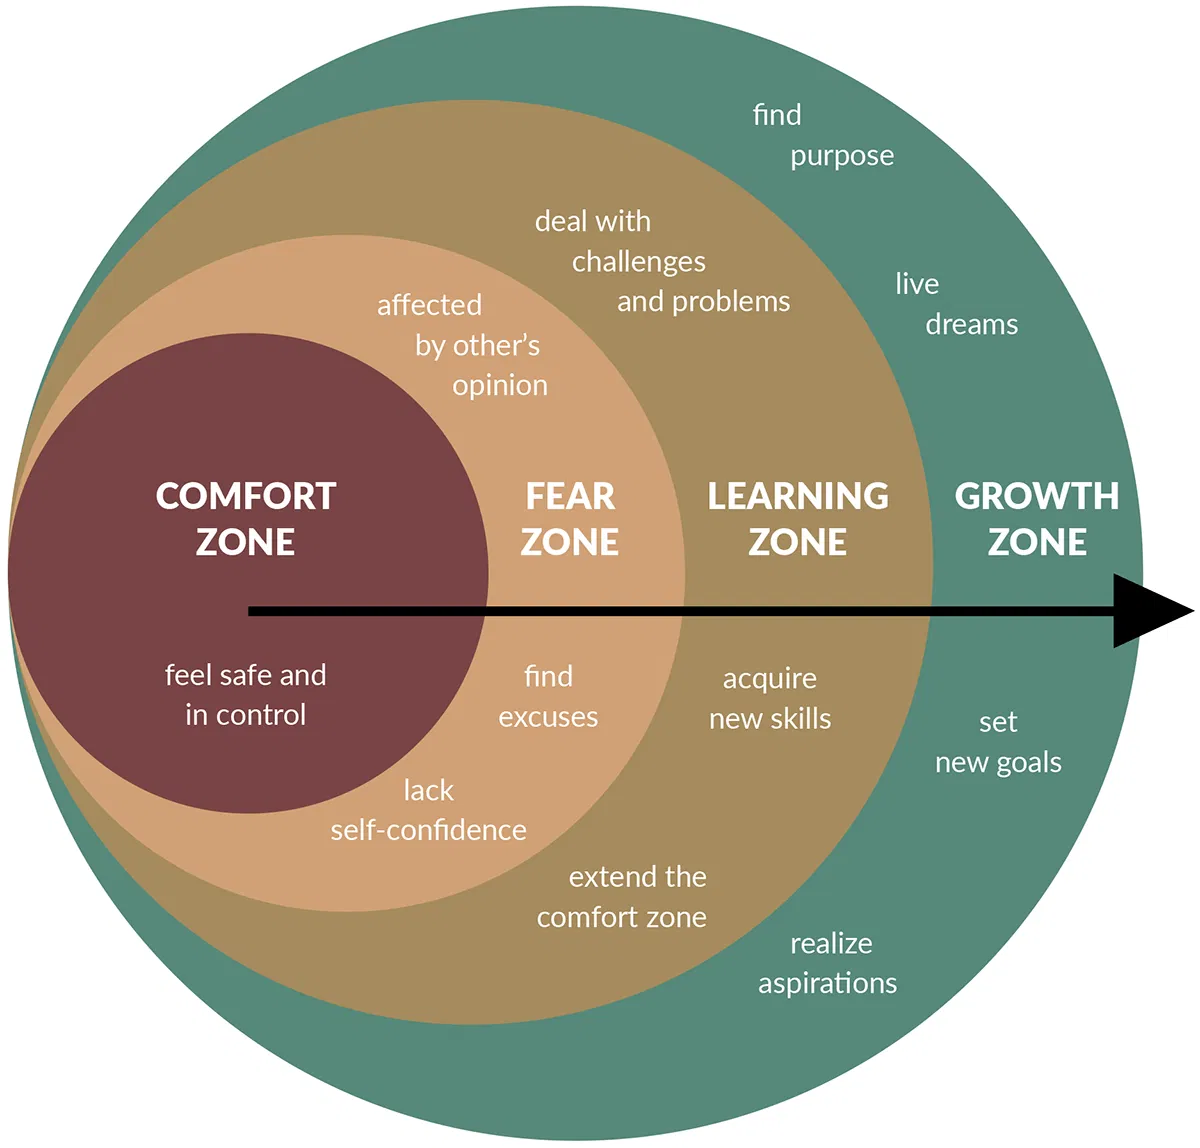 find
purpose
live
dreams
deal with
challenges
and problems
affected
by other's
opinion
COMFORT
ZONE
FEAR
ZONE
LEARNING
ZONE
GROWTH
ZONE
feel safe and
in control
find
excuses
lack
self-confidence
acquire
new skills
extend the
comfort zone
set
new goals
realize
aspirations